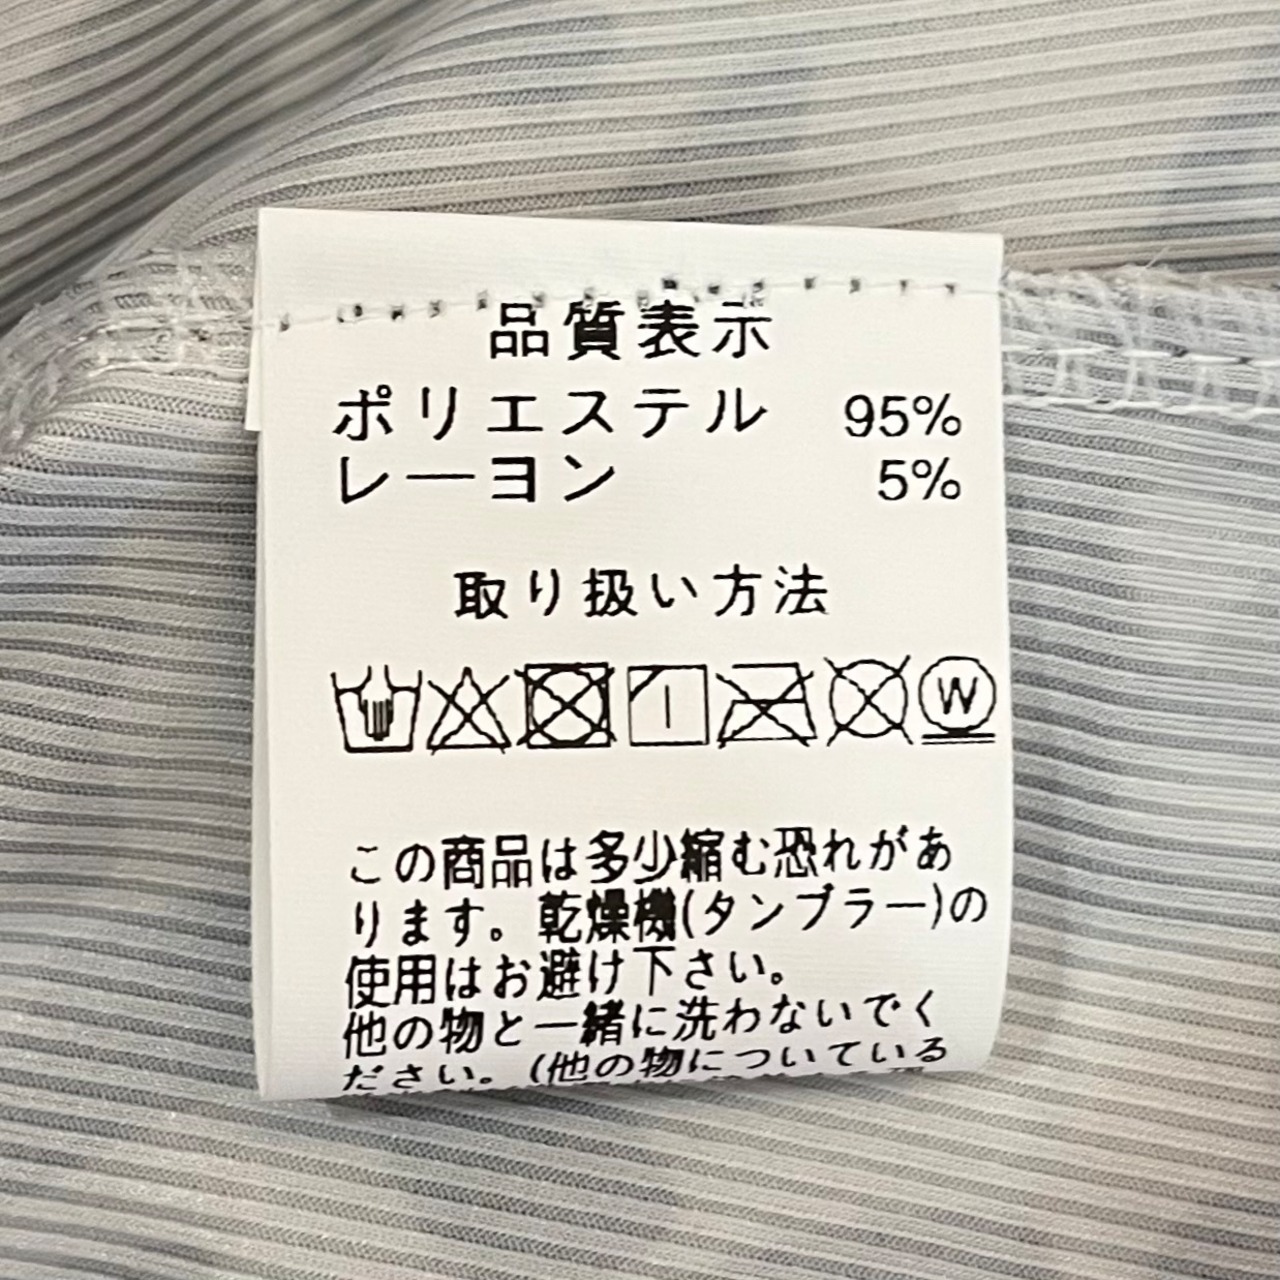 品質表示
ポリエステル 95%
レーヨン 5%
取り扱い方法
W
この商品は多少縮む恐れがあ
ります。乾燥機(タンブラー)の
使用はお避け下さい。
他の物と一緒に洗わないでく
ださい。(他の物についている